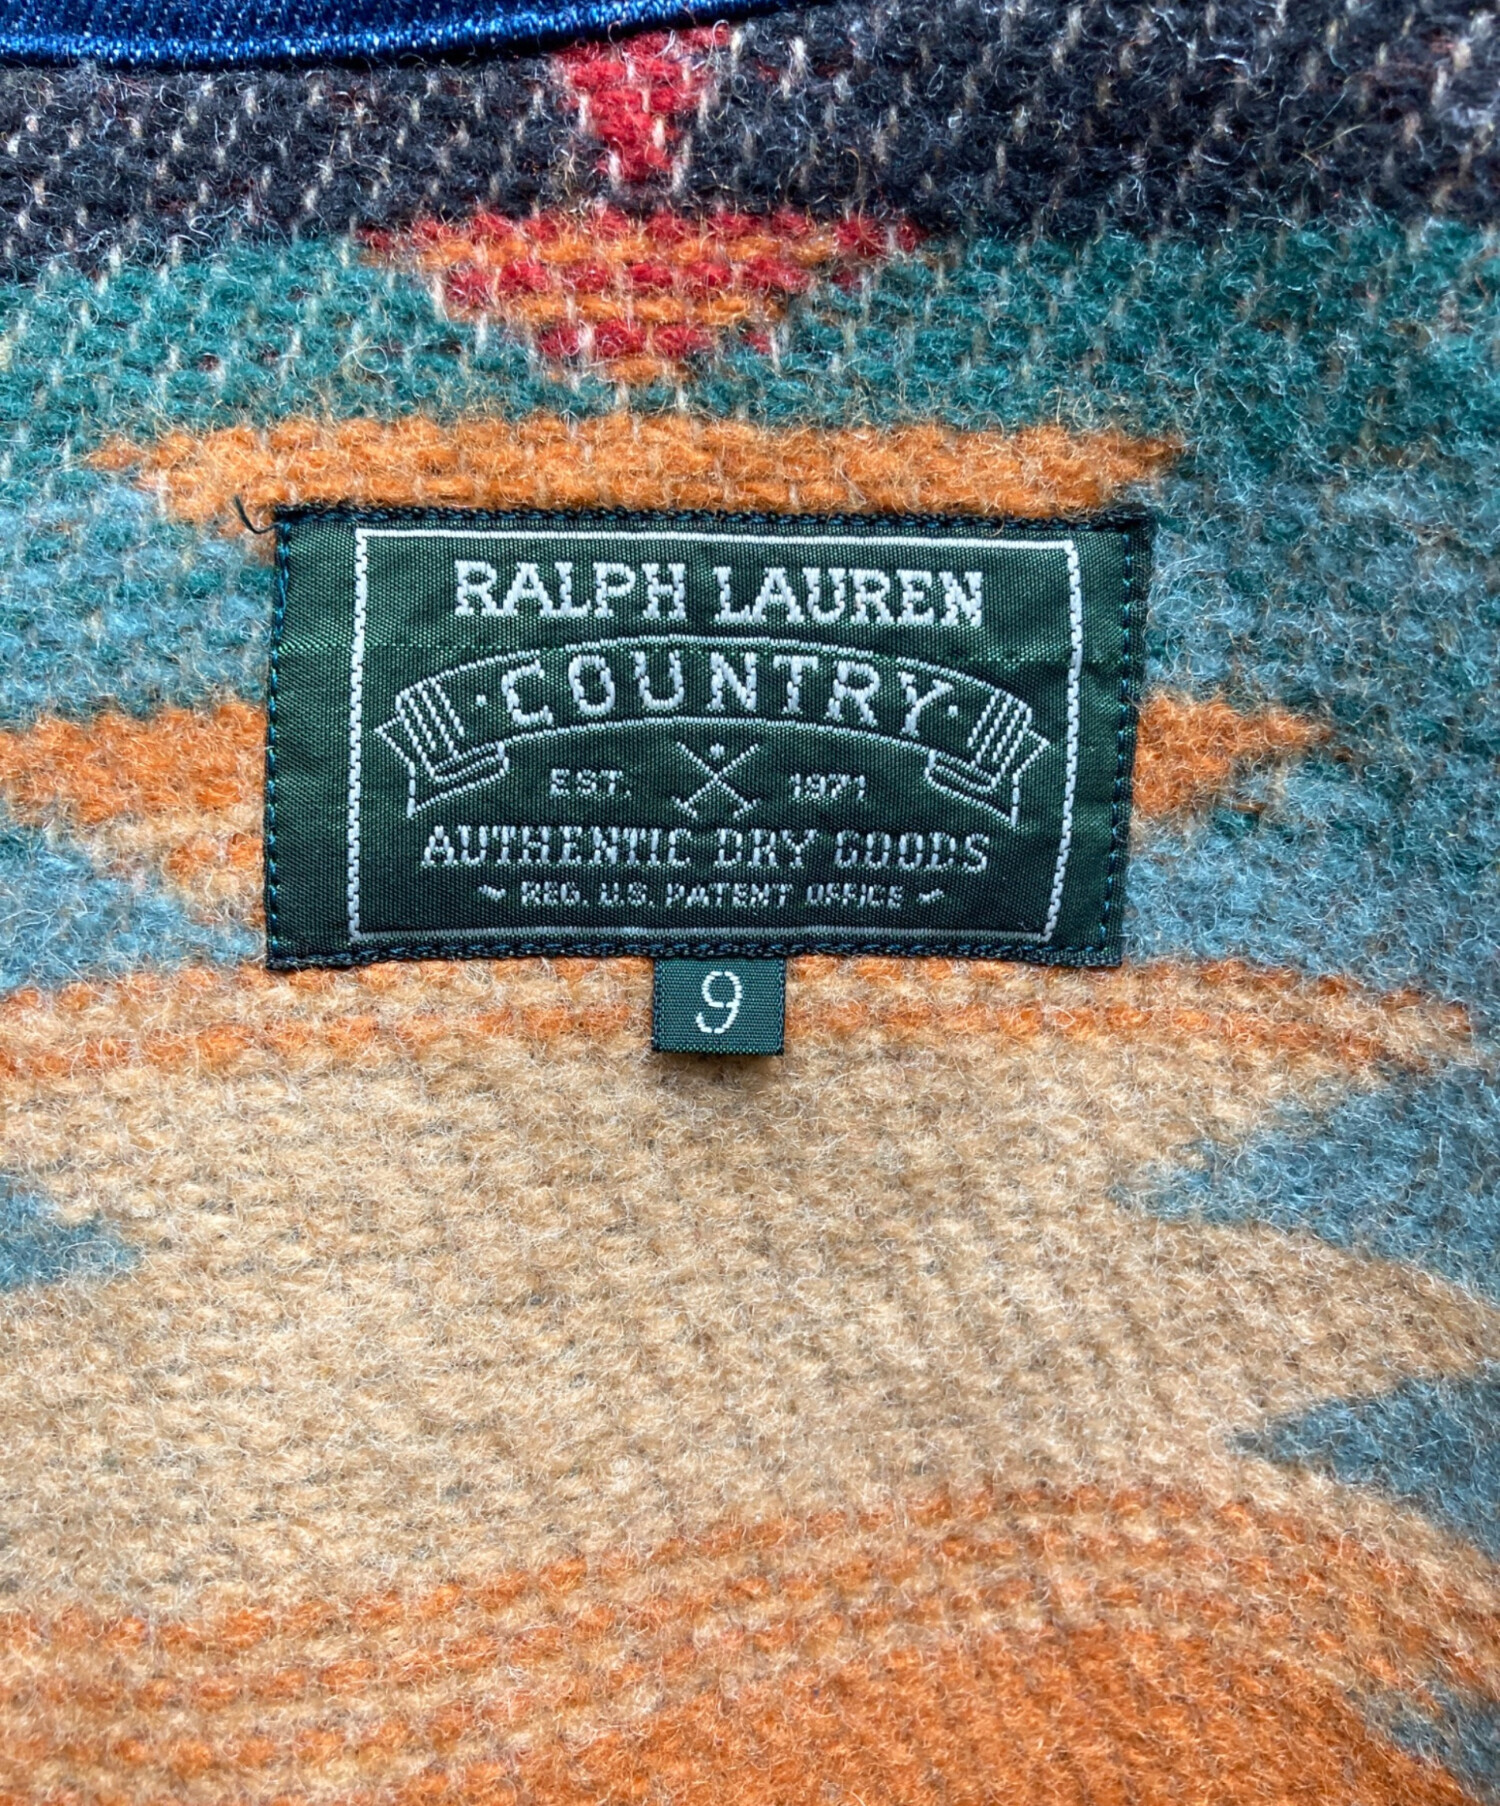 RALPH LAUREN
· COUNTRY ·
EST. 1971
AUTHENTIC DRY GOODS
~ REG. U.S. PATENT OFFICE ~
9